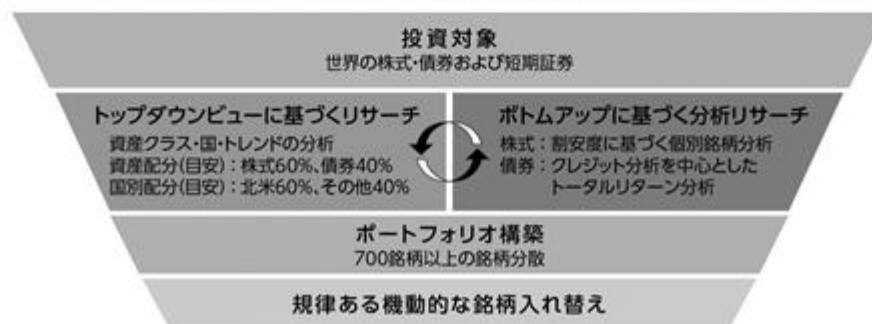 投資対象
世界の株式・債券および短期証券
トップダウンビューに基づくリサーチ
資産クラス・国・トレンドの分析
資産配分(目安)：株式60%、債券40%
国別配分(目安)：北米60%、その他40%
ボトムアップに基づく分析リサーチ
株式：割安度に基づく個別銘柄分析
債券：クレジット分析を中心とした
トータルリターン分析
ポートフォリオ構築
700銘柄以上の銘柄分散
規律ある機動的な銘柄入れ替え